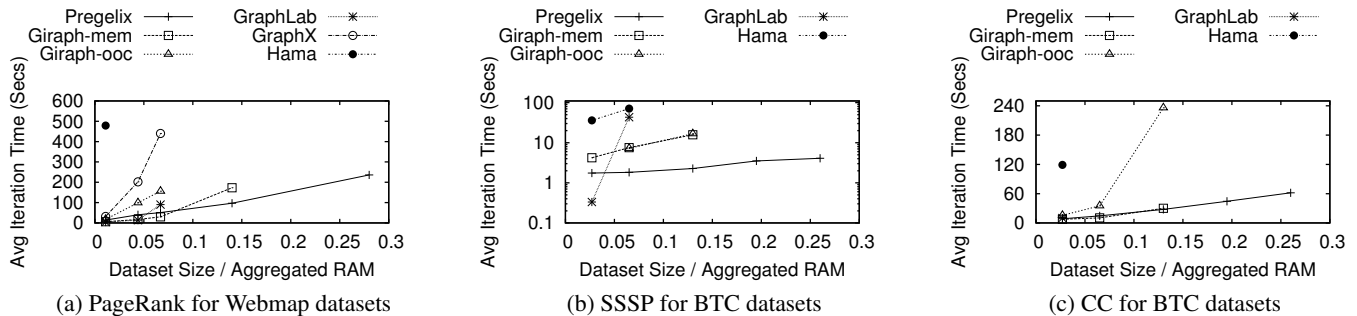 Pregelix
Giraph-mem
Giraph-ooc
GraphLab
GraphX
Hama
Avg Iteration Time (Secs)
600
500
400
300
200
100
0
0 0.05 0.1 0.15 0.2 0.25 0.3
Dataset Size / Aggregated RAM
(a) PageRank for Webmap datasets
Pregelix
Giraph-mem
Giraph-ooc
GraphLab
Hama
Avg Iteration Time (Secs)
100
10
1
0.1
0 0.05 0.1 0.15 0.2 0.25 0.3
Dataset Size / Aggregated RAM
(b) SSSP for BTC datasets
Pregelix
Giraph-mem
Giraph-ooc
GraphLab
Hama
Avg Iteration Time (Secs)
240
180
120
60
0
0 0.05 0.1 0.15 0.2 0.25 0.3
Dataset Size / Aggregated RAM
(c) CC for BTC datasets